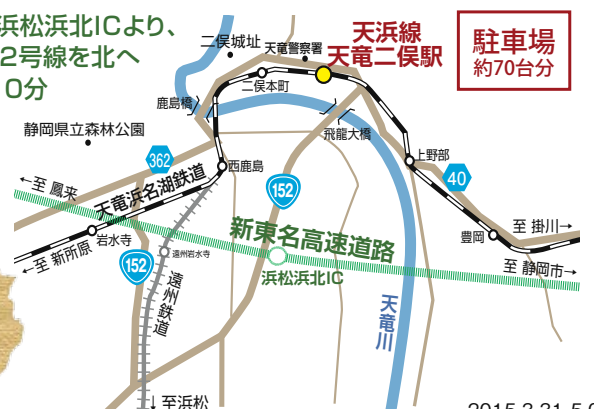 浜松浜北ICより、
2号線を北へ
0分
二俣城址
天竜警察署
天浜線
天竜二俣駅
駐車場
約70台分
二俣本町
鹿島橋
飛龍大橋
静岡県立森林公園
362
西鹿島
上野部
40
152
←至 鳳来
天竜浜名湖鉄道
新東名高速道路
豊岡
至 掛川→
岩水寺
遠州岩水寺
←至 新所原
152
浜松浜北IC
至 静岡市→
遠州鉄道
天竜川
↓至浜松